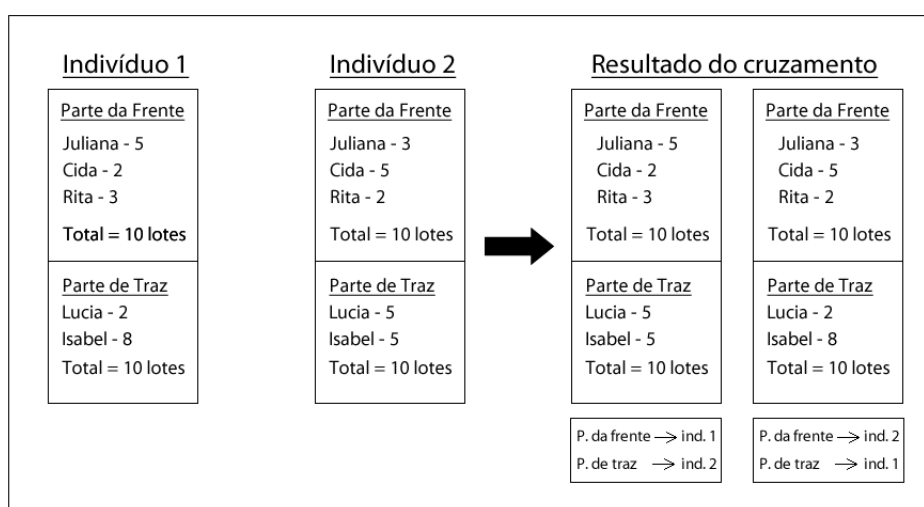 Indivíduo 1
Parte da Frente
Juliana - 5
Cida - 2
Rita - 3
Total = 10 lotes
Parte de Traz
Lucia - 2
Isabel - 8
Total = 10 lotes
Indivíduo 2
Parte da Frente
Juliana - 3
Cida - 5
Rita - 2
Total = 10 lotes
Parte de Traz
Lucia - 5
Isabel - 5
Total = 10 lotes
Resultado do cruzamento
Parte da Frente
Juliana - 5
Cida - 2
Rita - 3
Total = 10 lotes
Parte de Traz
Lucia - 5
Isabel - 5
Total = 10 lotes
P. da frente → ind. 1
P. de traz → ind. 2
Parte da Frente
Juliana - 3
Cida - 5
Rita - 2
Total = 10 lotes
Parte de Traz
Lucia - 2
Isabel - 8
Total = 10 lotes
P. da frente → ind. 2
P. de traz → ind. 1